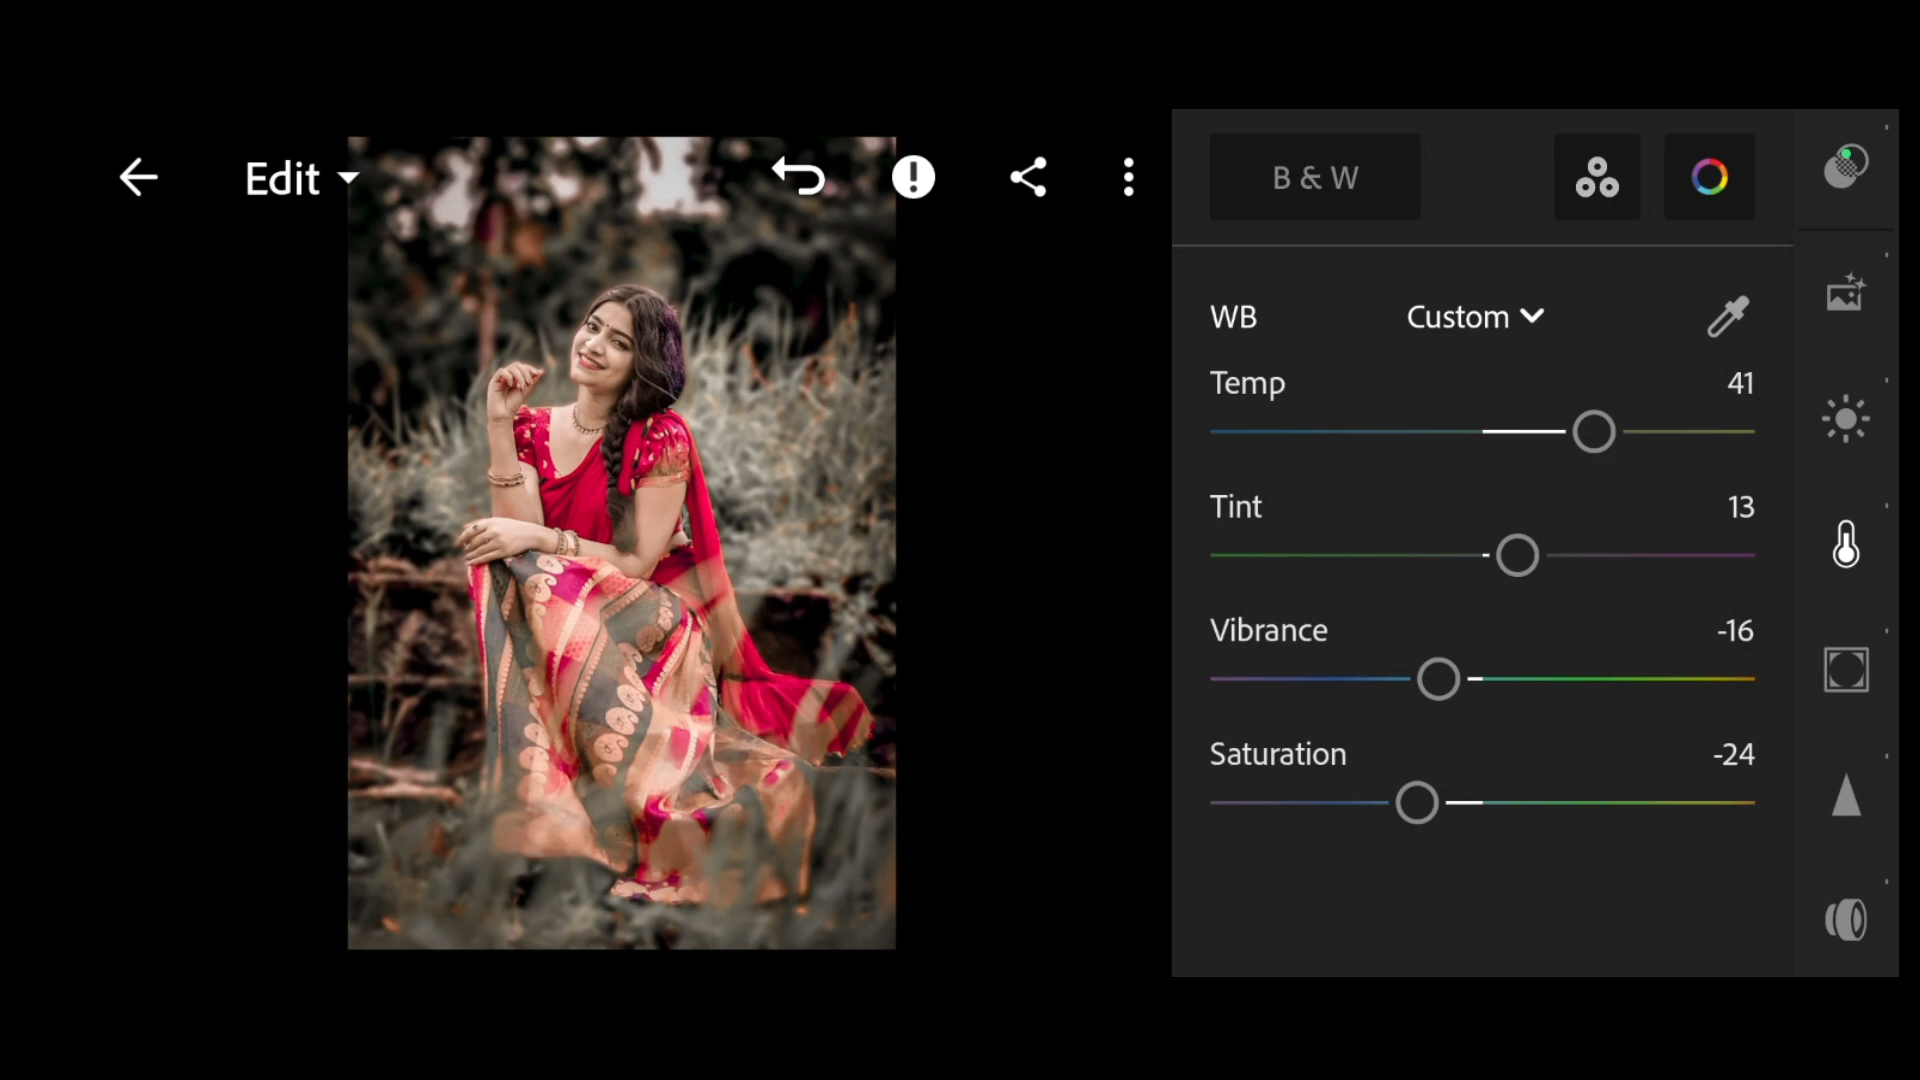 Edit
B & W
WB Custom
Temp 41
Tint 13
Vibrance -16
Saturation -24